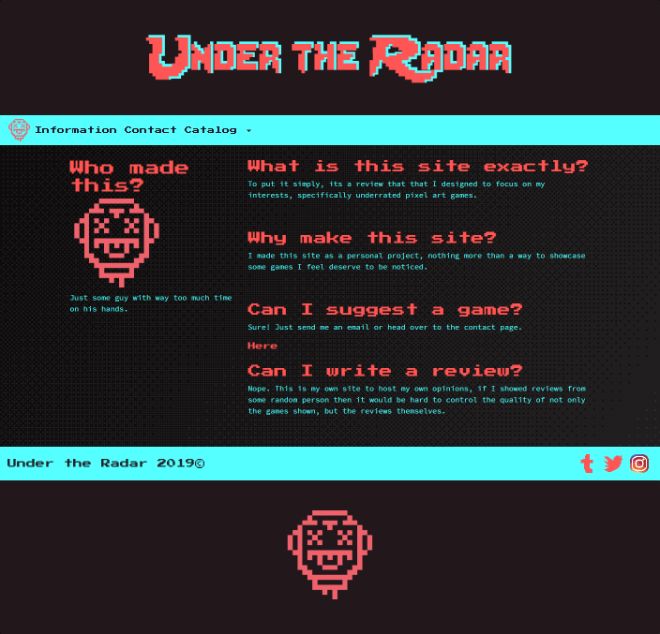 Under the Radar
Information Contact Catalog
Who made
this?
Just some guy with way too much time
on his hands.
What is this site exactly?
To put it simply, its a review that that I designed to focus on my
interests, specifically underrated pixel art games.
Why make this site?
I made this site as a personal project, nothing more than a way to showcase
some games I feel deserve to be noticed.
Can I suggest a game?
Sure! Just send me an email or head over to the contact page.
Here
Can I write a review?
Nope. This is my own site to host my own opinions, if I showed reviews from
some random person then it would be hard to control the quality of not only
the games shown, but the reviews themselves.
Under the Radar 2019©